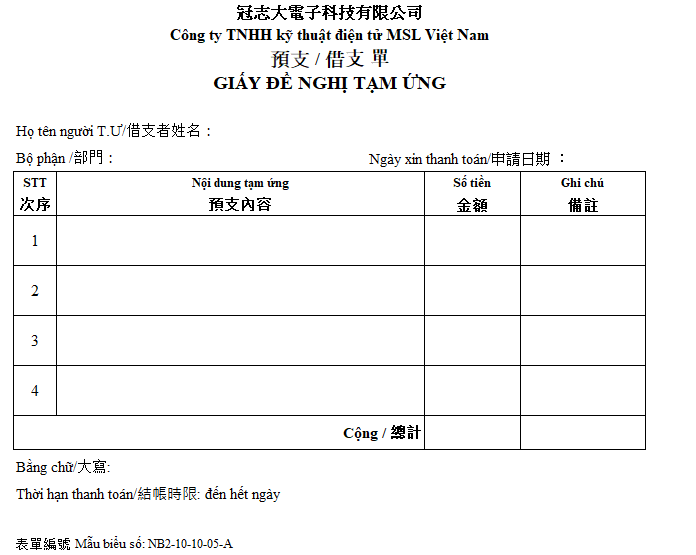 冠志大電子科技有限公司
Công ty TNHH kỹ thuật điện tử MSL Việt Nam
預支 / 借支 單
GIẤY ĐỀ NGHỊ TẠM ỨNG
Họ tên người T.Ư/借支者姓名：
Bộ phận /部門： Ngày xin thanh toán/申請日期 ：
STT Nội dung tạm ứng Số tiền Ghi chú
次序 預支內容 金額 備註
1
2
3
4
Cộng / 總計
Bằng chữ/大寫:
Thời hạn thanh toán/結帳時限: đến hết ngày
表單編號 Mẫu biểu số: NB2-10-10-05-A